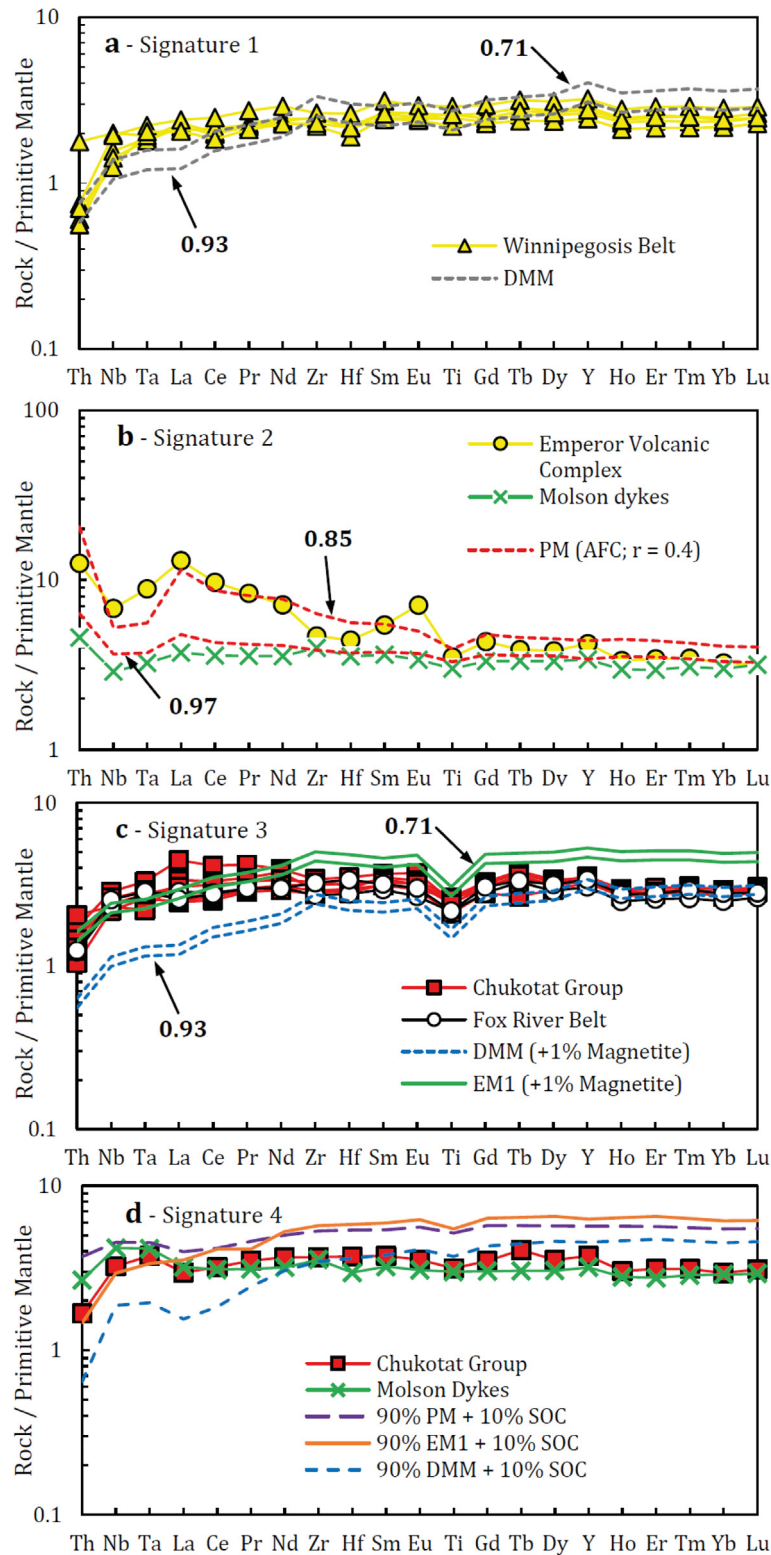 10
a - Signature 1
0.71
Rock / Primitive Mantle
1
0.93
Winnipegosis Belt
DMM
0.1
Th Nb Ta La Ce Pr Nd Zr Hf Sm Eu Ti Gd Tb Dy Y Ho Er Tm Yb Lu
100
b - Signature 2
Emperor Volcanic
Complex
Molson dykes
Rock / Primitive Mantle
0.85
PM (AFC; r = 0.4)
10
0.97
1
Th Nb Ta La Ce Pr Nd Zr Hf Sm Eu Ti Gd Tb Dy Y Ho Er Tm Yb Lu
10
c - Signature 3
0.71
Rock / Primitive Mantle
1
0.93
Chukotat Group
Fox River Belt
DMM (+1% Magnetite)
EM1 (+1% Magnetite)
0.1
Th Nb Ta La Ce Pr Nd Zr Hf Sm Eu Ti Gd Tb Dy Y Ho Er Tm Yb Lu
10
d - Signature 4
Rock / Primitive Mantle
1
Chukotat Group
Molson Dykes
90% PM + 10% SOC
90% EM1 + 10% SOC
90% DMM + 10% SOC
0.1
Th Nb Ta La Ce Pr Nd Zr Hf Sm Eu Ti Gd Tb Dy Y Ho Er Tm Yb Lu